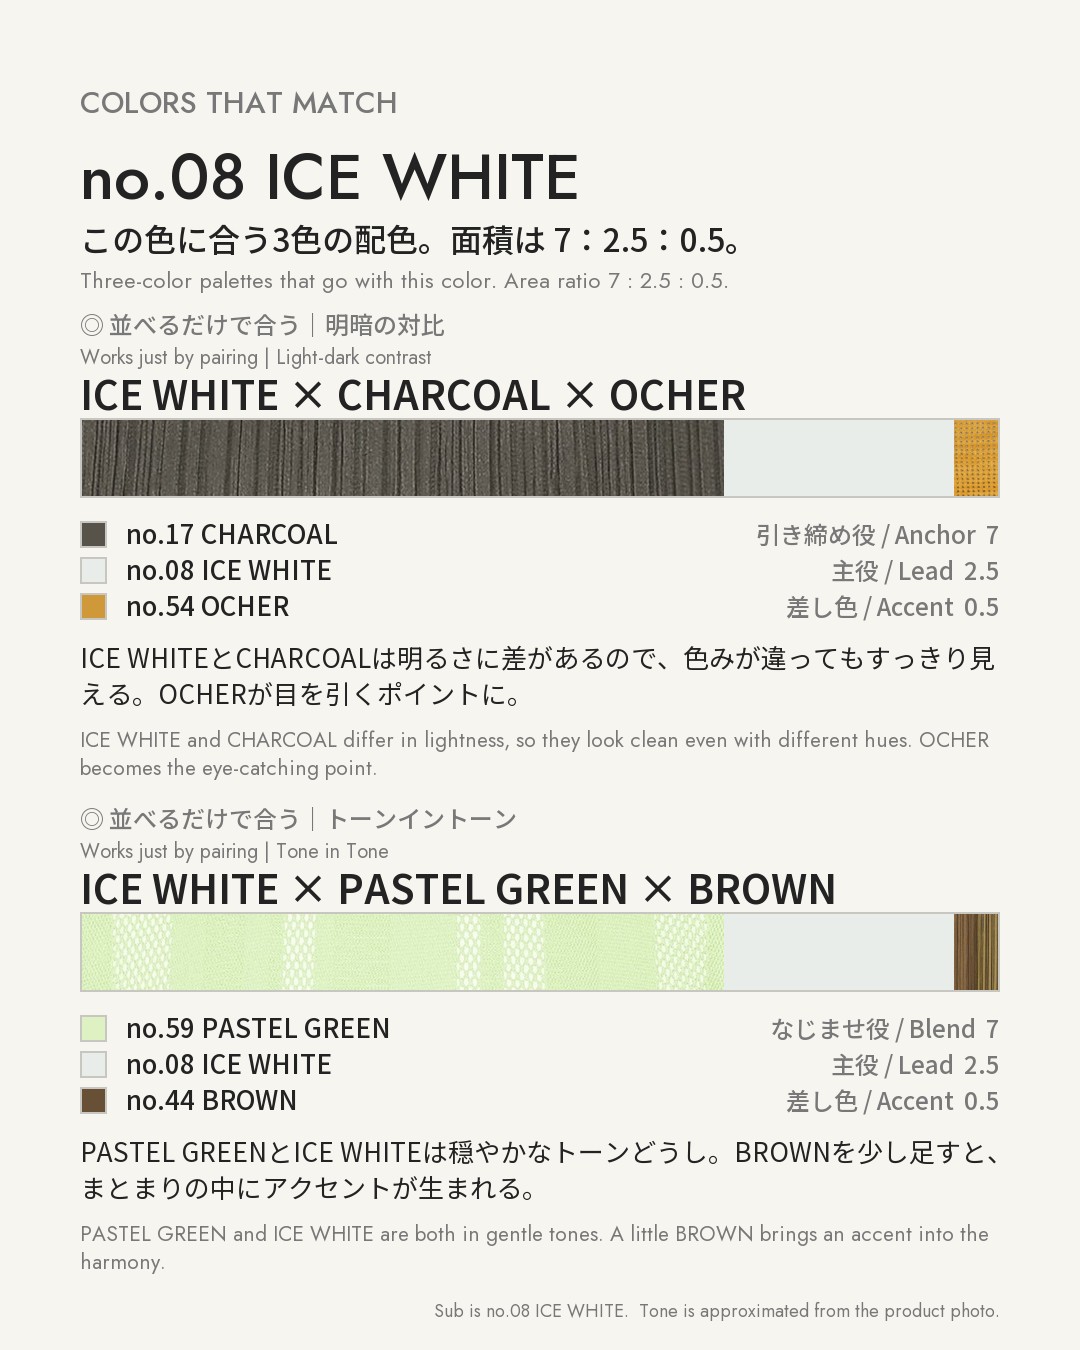 COLORS THAT MATCH
no.08 ICE WHITE
この色に合う3色の配色。面積は 7：2.5：0.5。
Three-color palettes that go with this color. Area ratio 7 : 2.5 : 0.5.
◎ 並べるだけで合う｜明暗の対比
Works just by pairing | Light-dark contrast
ICE WHITE × CHARCOAL × OCHER
no.17 CHARCOAL 引き締め役 / Anchor 7
no.08 ICE WHITE 主役 / Lead 2.5
no.54 OCHER 差し色 / Accent 0.5
ICE WHITEとCHARCOALは明るさに差があるので、色みが違ってもすっきり見
える。OCHERが目を引くポイントに。
ICE WHITE and CHARCOAL differ in lightness, so they look clean even with different hues. OCHER
becomes the eye-catching point.
◎ 並べるだけで合う｜トーンイントーン
Works just by pairing | Tone in Tone
ICE WHITE × PASTEL GREEN × BROWN
no.59 PASTEL GREEN なじませ役 / Blend 7
no.08 ICE WHITE 主役 / Lead 2.5
no.44 BROWN 差し色 / Accent 0.5
PASTEL GREENとICE WHITEは穏やかなトーンどうし。BROWNを少し足すと、
まとまりの中にアクセントが生まれる。
PASTEL GREEN and ICE WHITE are both in gentle tones. A little BROWN brings an accent into the
harmony.
Sub is no.08 ICE WHITE. Tone is approximated from the product photo.